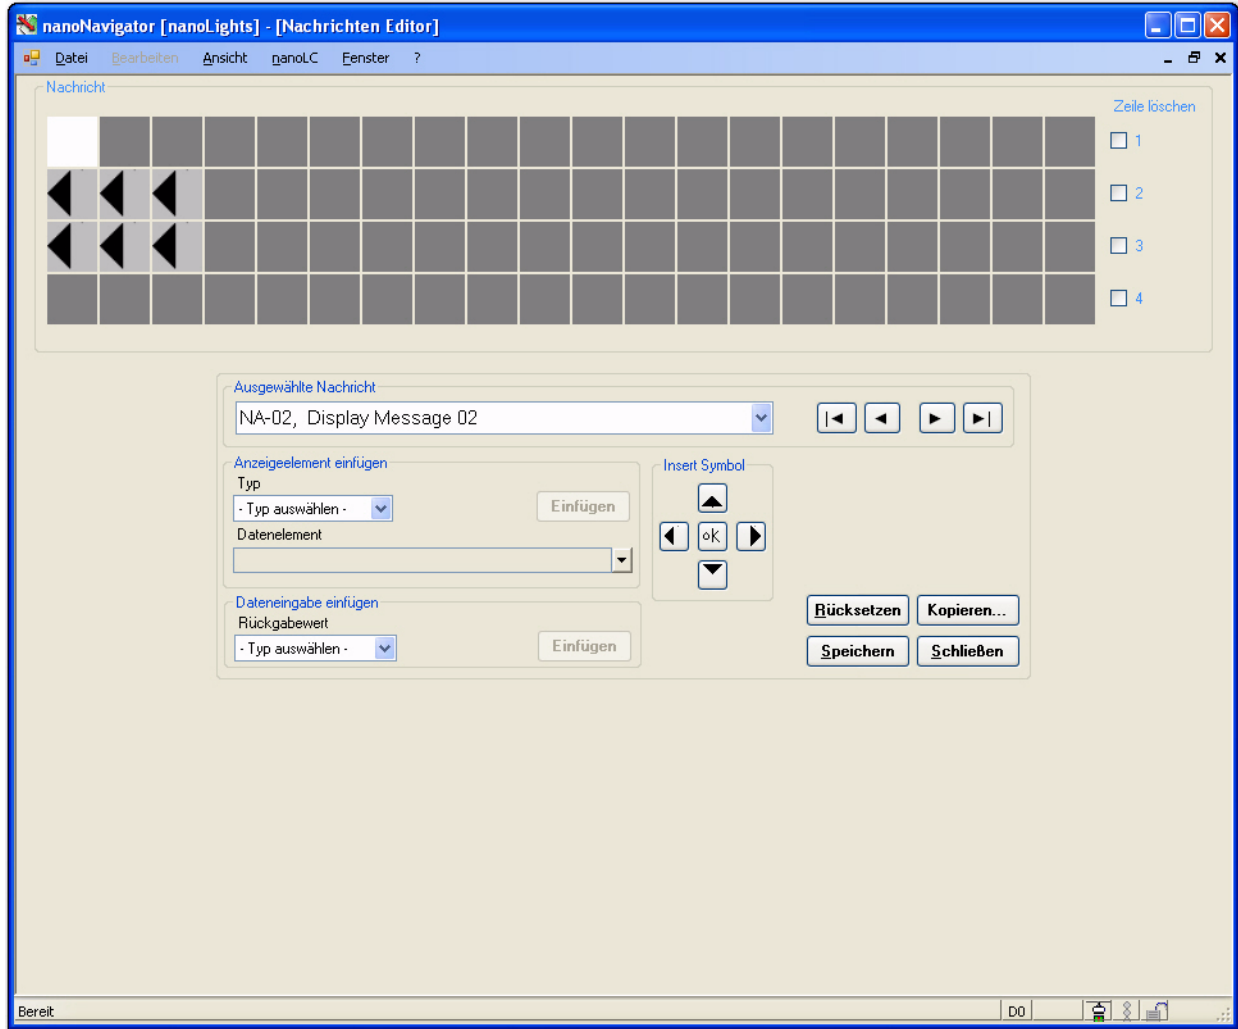 nanoNavigator [nanoLights] - [Nachrichten Editor]
Datei Bearbeiten Ansicht nanoLC Fenster ?
Nachricht
Zeile löschen
1
2
3
4
Ausgewählte Nachricht
NA-02, Display Message 02
Anzeigeelement einfügen
Typ
- Typ auswählen -
Einfügen
Datenelement
Insert Symbol
oK
Dateneingabe einfügen
Rückgabewert
- Typ auswählen -
Einfügen
Rücksetzen Kopieren...
Speichern Schließen
Bereit
D0